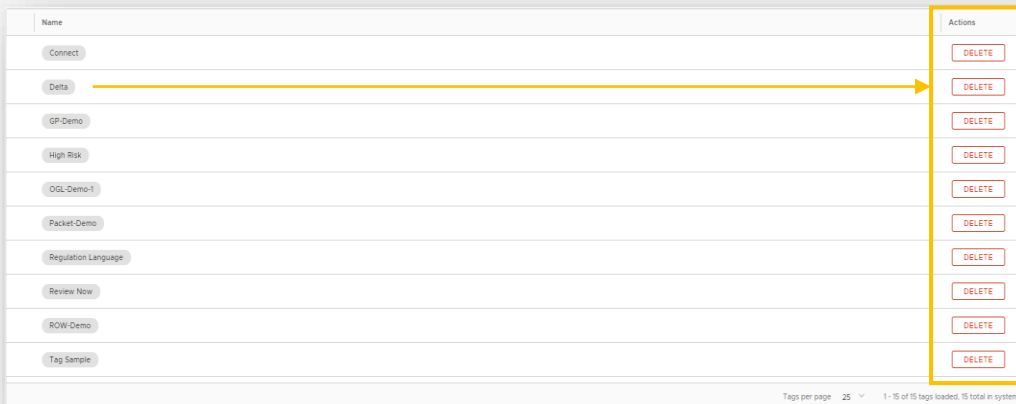 Name Actions
Connect DELETE
Delta DELETE
GP-Demo DELETE
High Risk DELETE
OGL-Demo-1 DELETE
Packet-Demo DELETE
Regulation Language DELETE
Review Now DELETE
ROW-Demo DELETE
Tag Sample DELETE
Tags per page 25 1 - 15 of 15 tags loaded, 15 total in system